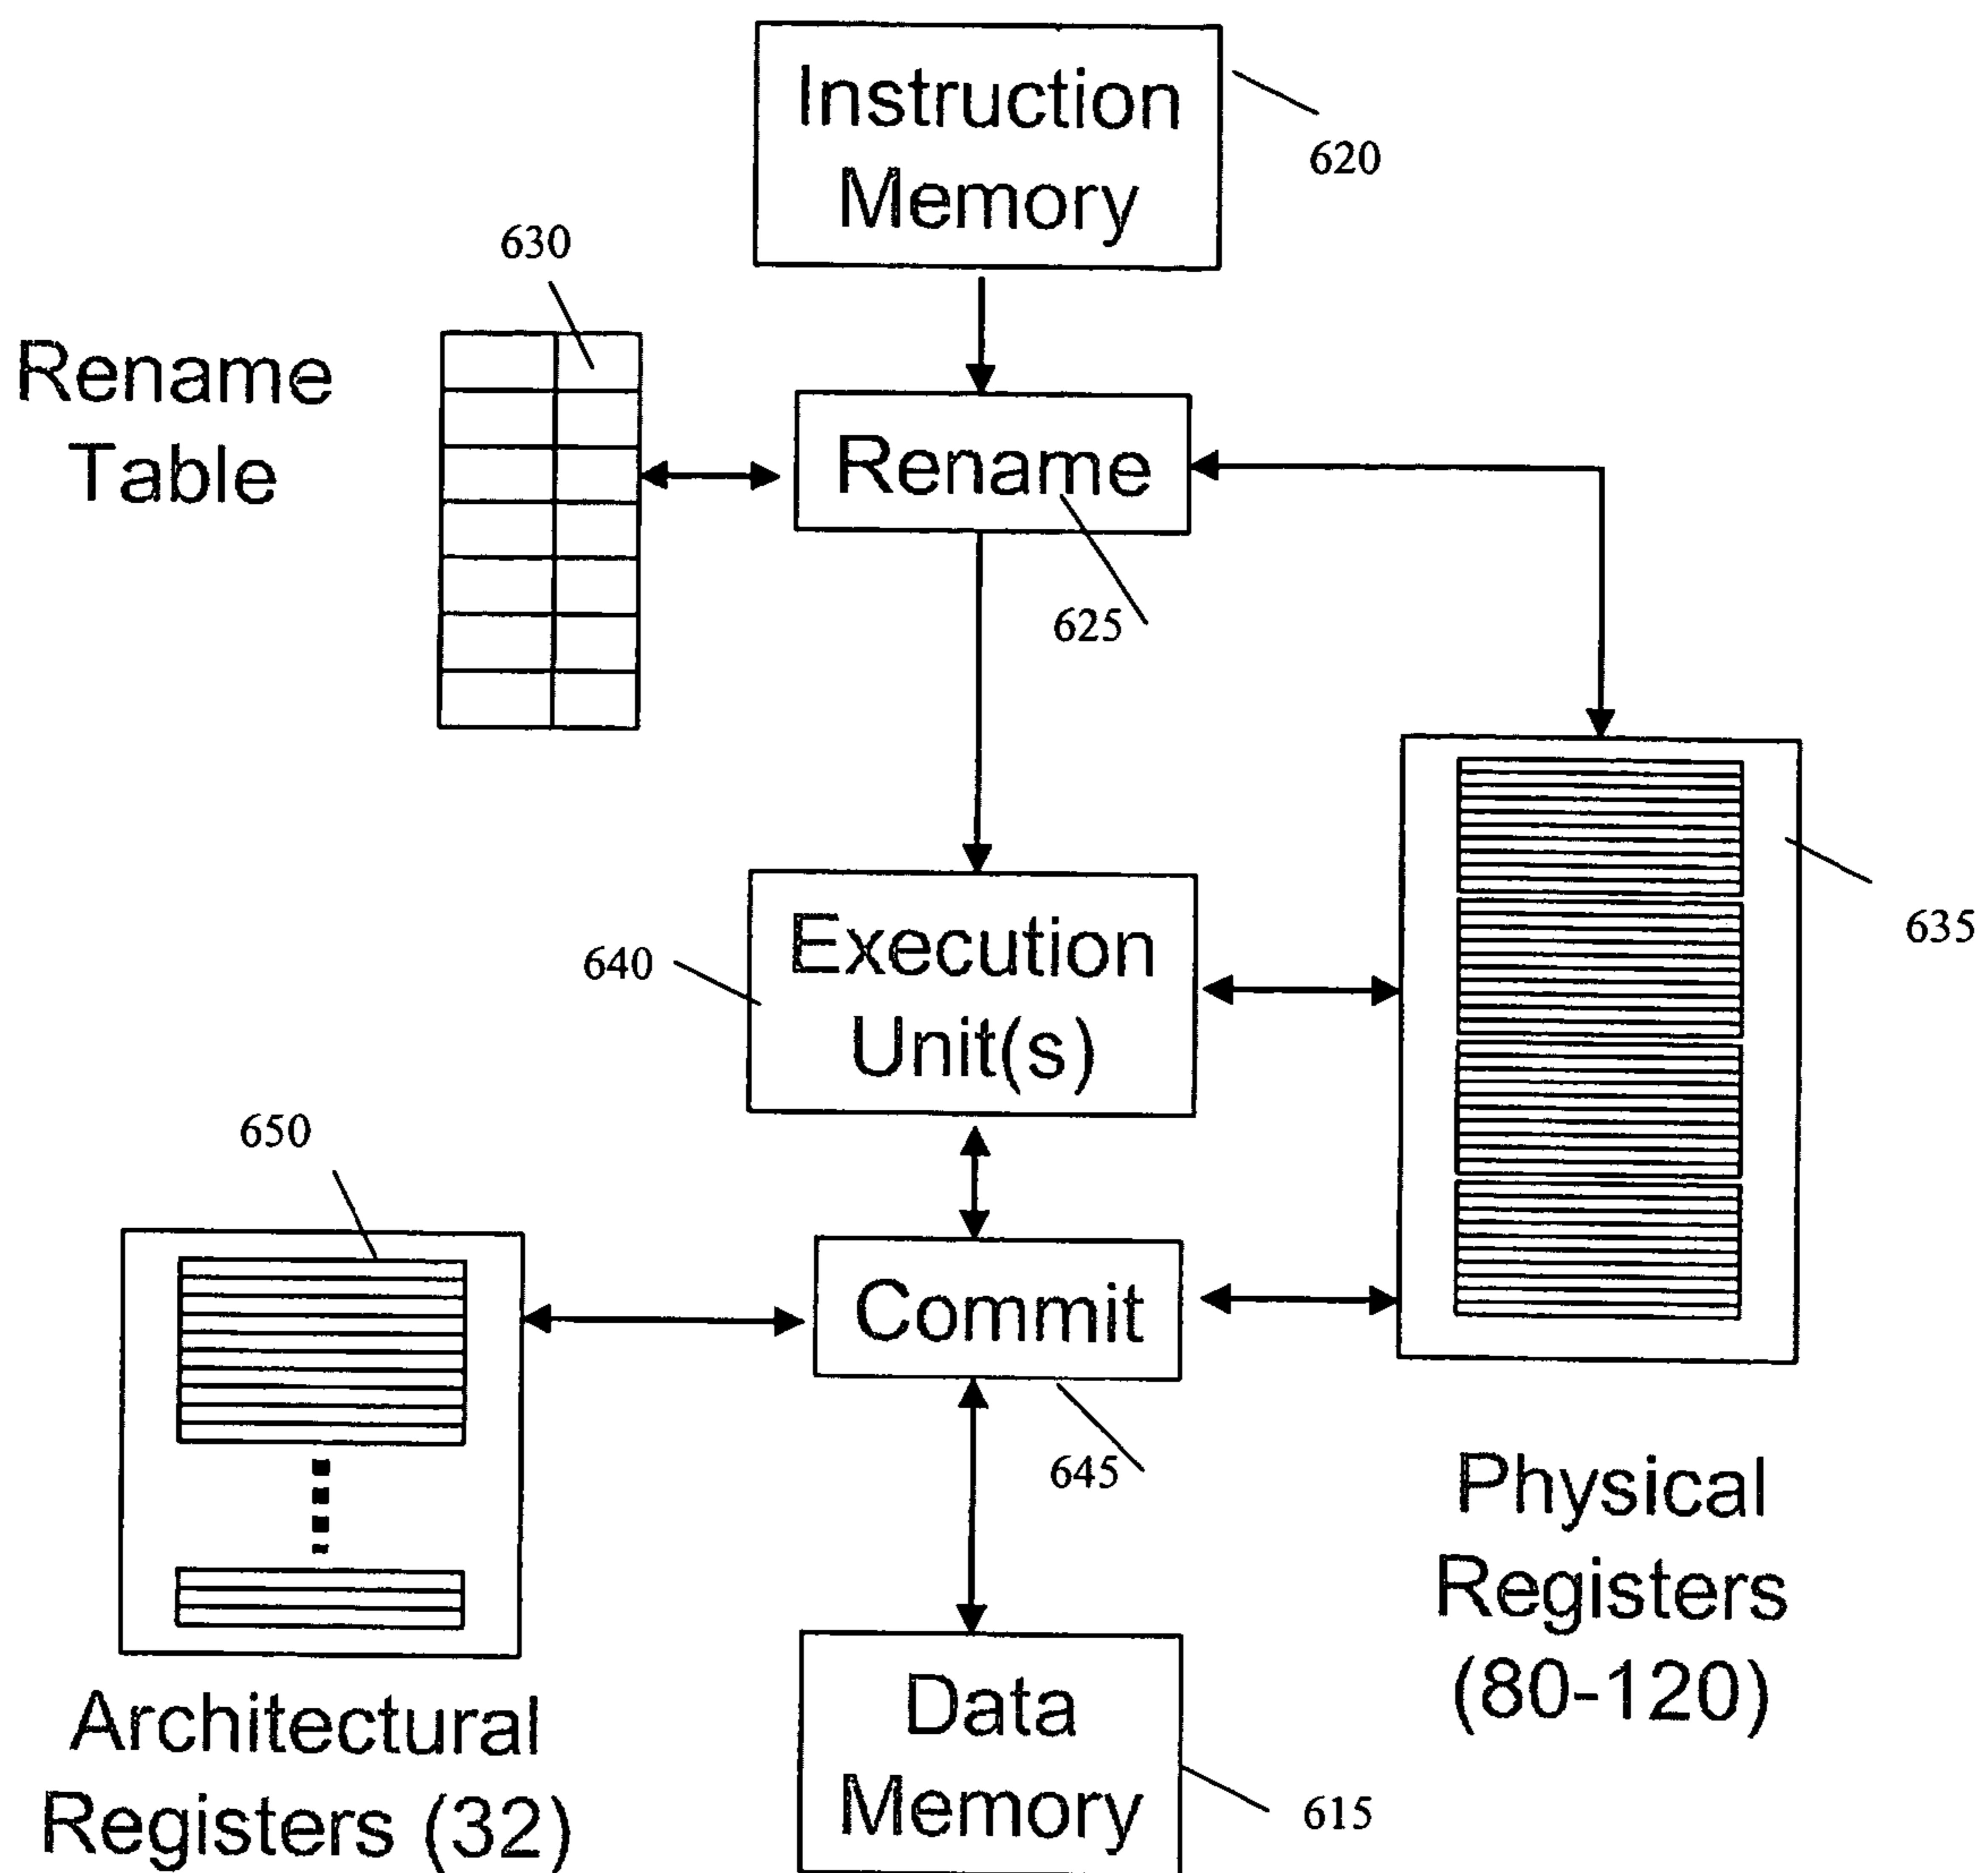 Instruction
Memory
620
630
Rename
Table
Rename
625
635
Execution
Unit(s)
640
650
Commit
645
Physical
Registers
(80-120)
Architectural
Registers (32)
Data
Memory
615